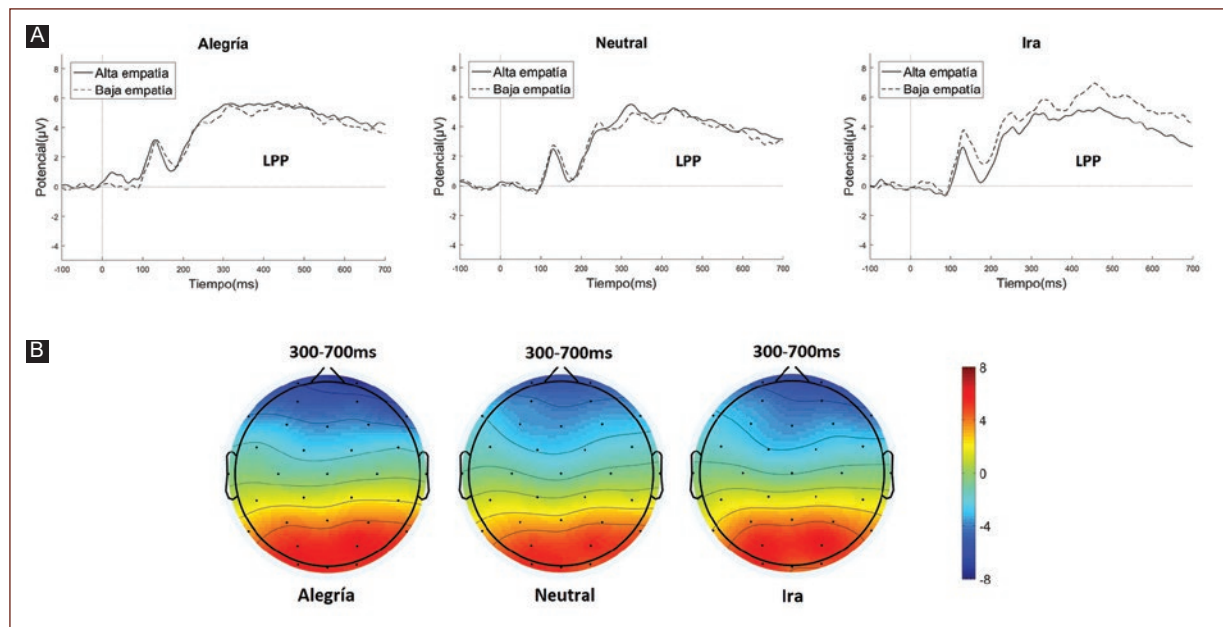 A
Alegría
Alta empatía
Baja empatía
LPP
Potencial(µV)
8
6
4
2
0
-2
-4
-100 0 100 200 300 400 500 600 700
Tiempo(ms)
Neutral
Alta empatía
Baja empatía
LPP
Potencial(µV)
8
6
4
2
0
-2
-4
-100 0 100 200 300 400 500 600 700
Tiempo(ms)
Ira
Alta empatía
Baja empatía
LPP
Potencial(µV)
8
6
4
2
0
-2
-4
-100 0 100 200 300 400 500 600 700
Tiempo(ms)
B
300-700ms
300-700ms
300-700ms
Alegría
Neutral
Ira
8
4
0
-4
-8